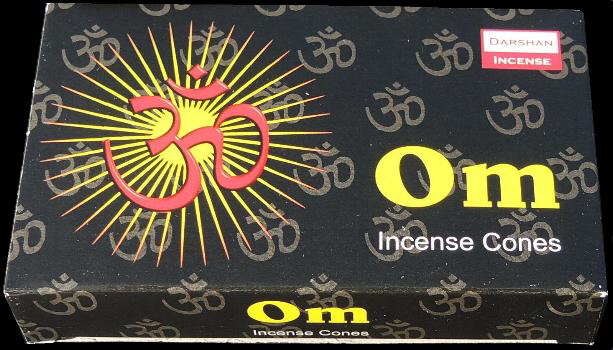 DARSHAN
INCENSE
ॐ
Om
Incense Cones
Om
Incense Cones